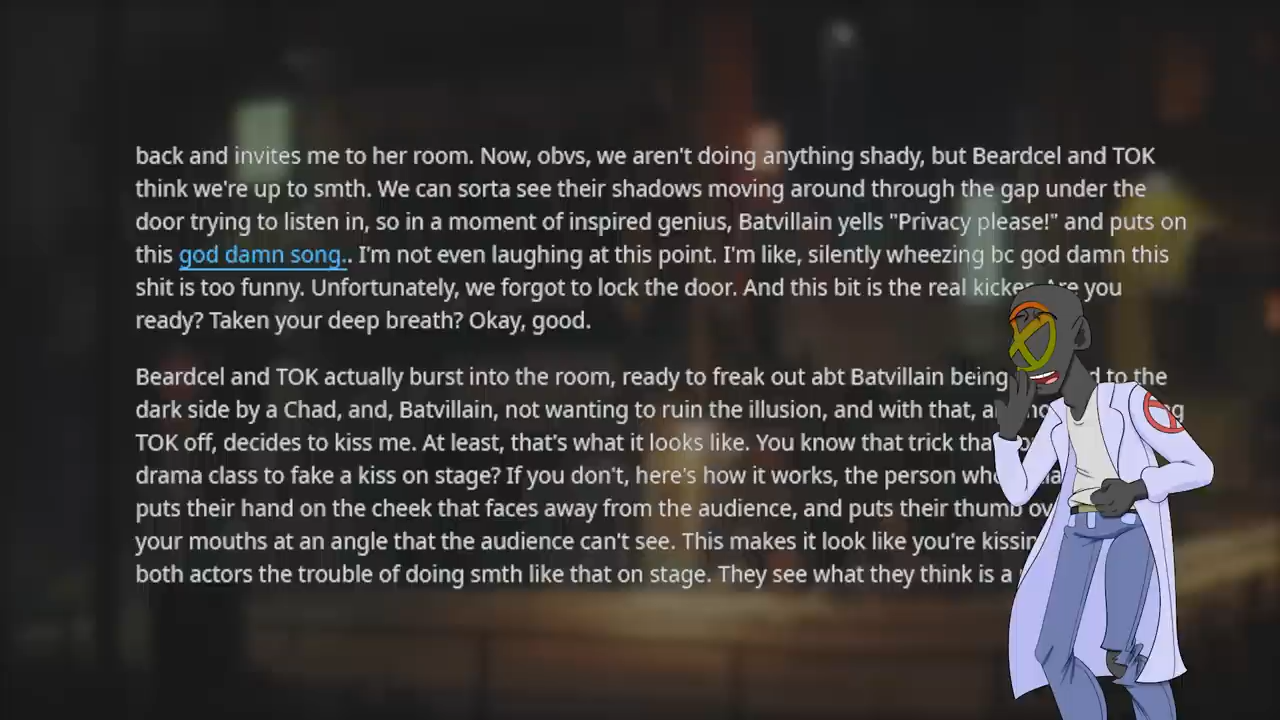 back and invites me to her room. Now, obvs, we aren't doing anything shady, but Beardcel and TOK
think we're up to smth. We can sorta see their shadows moving around through the gap under the
door trying to listen in, so in a moment of inspired genius, Batvillain yells "Privacy please!" and puts on
this god damn song.. I'm not even laughing at this point. I'm like, silently wheezing bc god damn this
shit is too funny. Unfortunately, we forgot to lock the door. And this bit is the real kicker. Are you
ready? Taken your deep breath? Okay, good.
Beardcel and TOK actually burst into the room, ready to freak out abt Batvillain being to the
dark side by a Chad, and, Batvillain, not wanting to ruin the illusion, and with that,
TOK off, decides to kiss me. At least, that's what it looks like. You know that trick
drama class to fake a kiss on stage? If you don't, here's how it works, the person
puts their hand on the cheek that faces away from the audience, and puts their thumb
your mouths at an angle that the audience can't see. This makes it look like you're
both actors the trouble of doing smth like that on stage. They see what they think is a